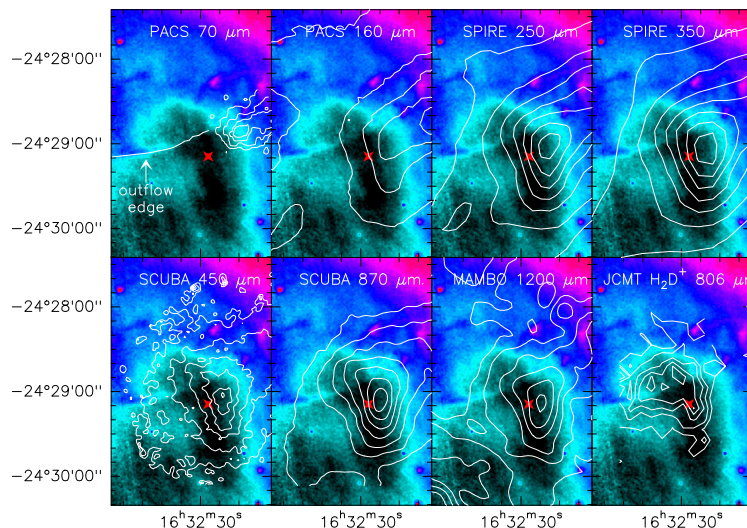 PACS 70 μm PACS 160 μm SPIRE 250 μm SPIRE 350 μm
−24°28'00''
−24°29'00''
outflow
edge
−24°30'00''
SCUBA 450 μm SCUBA 870 μm. MAMBO 1200 μm JCMT H₂D⁺ 806 μm
−24°28'00''
−24°29'00''
−24°30'00''
16ʰ32ᵐ30ˢ 16ʰ32ᵐ30ˢ 16ʰ32ᵐ30ˢ 16ʰ32ᵐ30ˢ